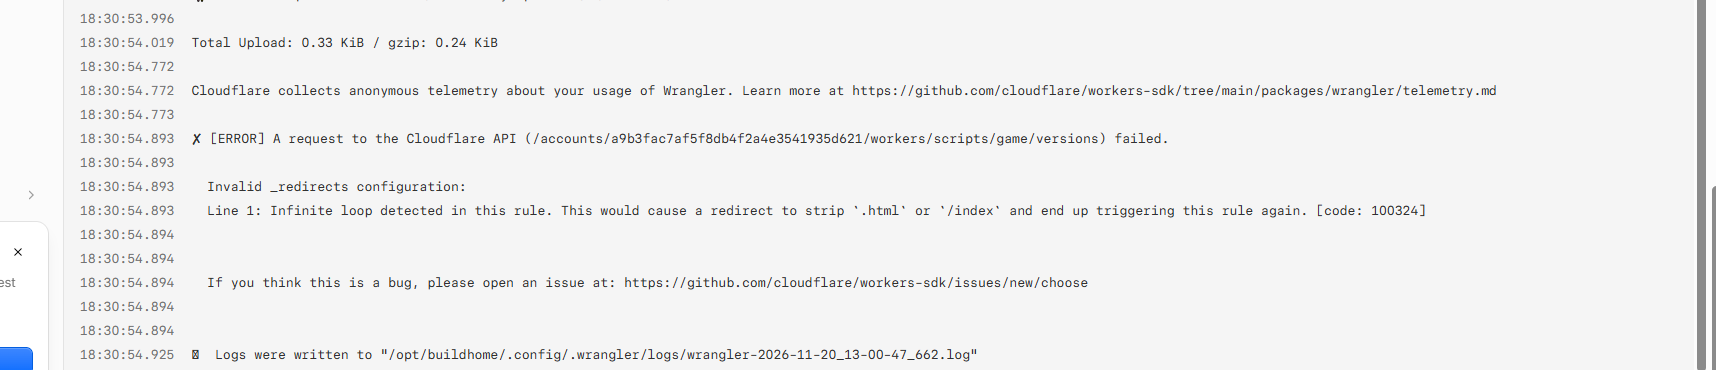 18:30:53.996
18:30:54.019 Total Upload: 0.33 KiB / gzip: 0.24 KiB
18:30:54.772
18:30:54.772 Cloudflare collects anonymous telemetry about your usage of Wrangler. Learn more at https://github.com/cloudflare/workers-sdk/tree/main/packages/wrangler/telemetry.md
18:30:54.773
18:30:54.893 ✗ [ERROR] A request to the Cloudflare API (/accounts/a9b3fac7af5f8db4f2a4e3541935d621/workers/scripts/game/versions) failed.
18:30:54.893
18:30:54.893 Invalid _redirects configuration:
18:30:54.893 Line 1: Infinite loop detected in this rule. This would cause a redirect to strip `.html` or `/index` and end up triggering this rule again. [code: 100324]
18:30:54.894
18:30:54.894
est
18:30:54.894 If you think this is a bug, please open an issue at: https://github.com/cloudflare/workers-sdk/issues/new/choose
18:30:54.894
18:30:54.894
18:30:54.925 Logs were written to "/opt/buildhome/.config/.wrangler/logs/wrangler-2026-11-20_13-00-47_662.log"